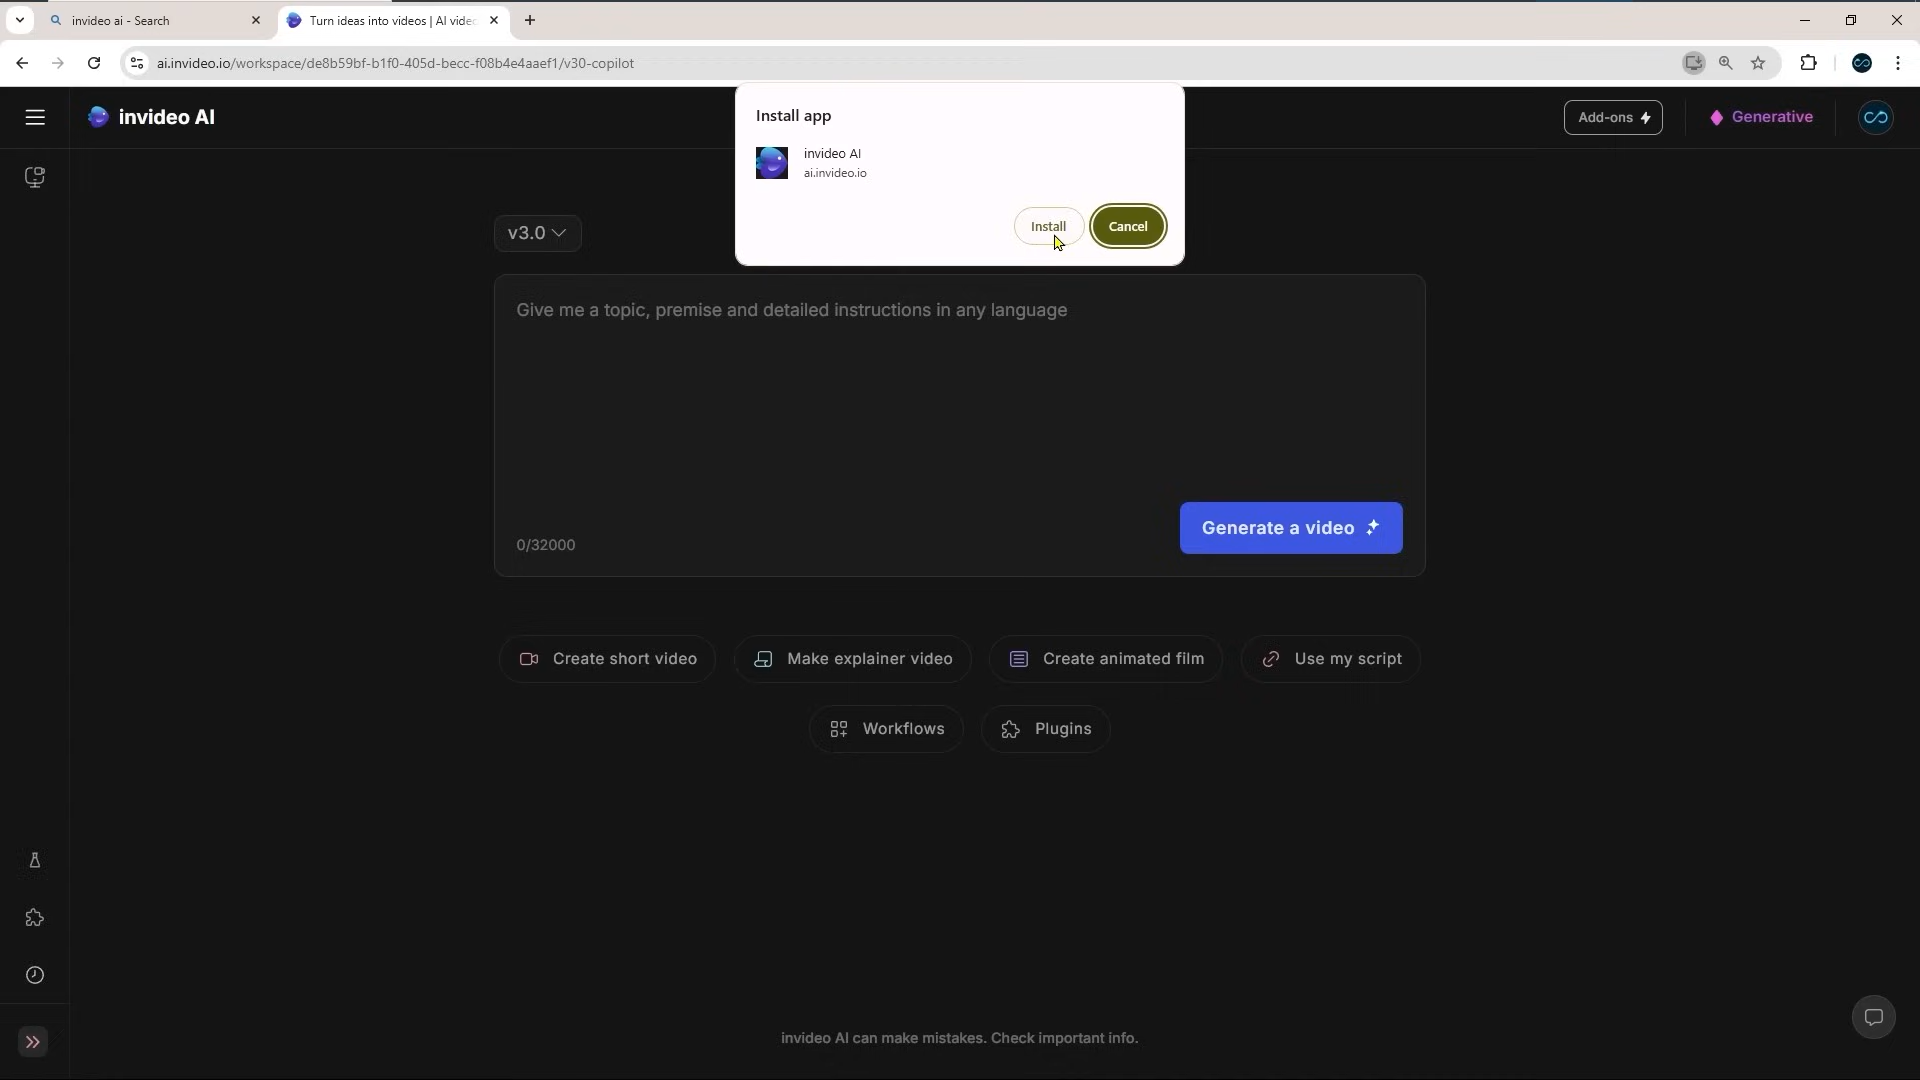 invideo ai - Search
Turn ideas into videos | AI video
ai.invideo.io/workspace/de8b59bf-b1f0-405d-becc-f08b4e4aaef1/v30-copilot
invideo AI
Add-ons
Generative
Install app
invideo AI
ai.invideo.io
Install
Cancel
v3.0
Give me a topic, premise and detailed instructions in any language
0/32000
Generate a video
Create short video
Make explainer video
Create animated film
Use my script
Workflows
Plugins
invideo AI can make mistakes. Check important info.